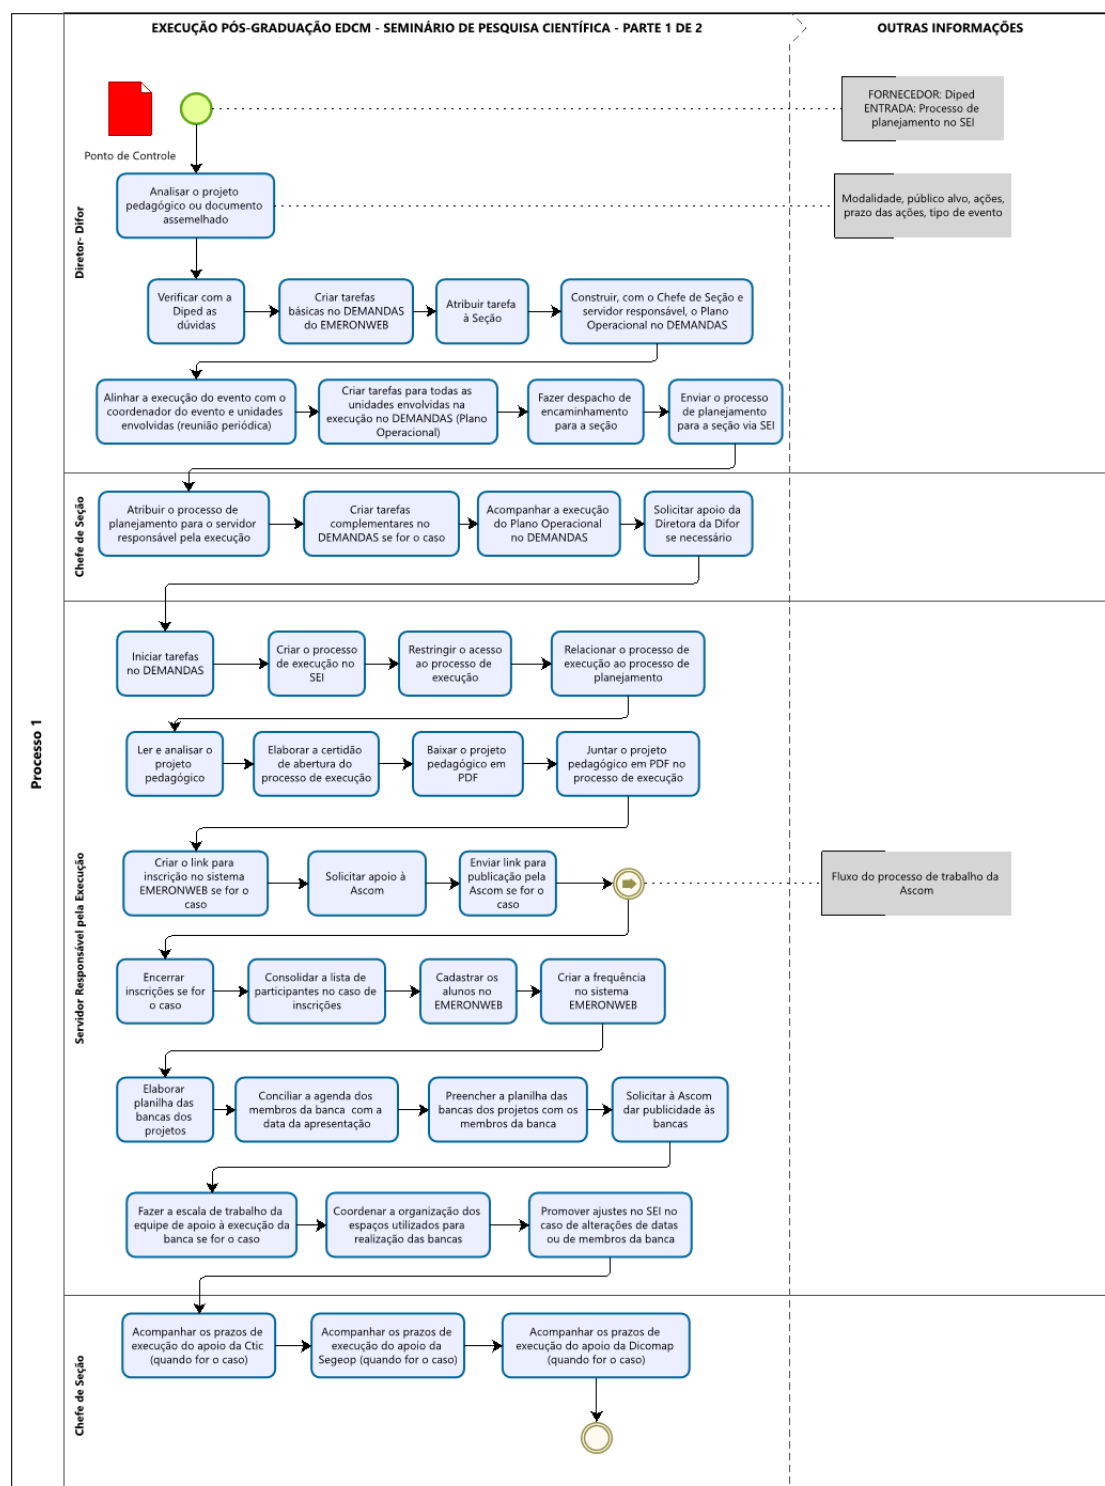 EXECUÇÃO PÓS-GRADUAÇÃO EDCM - SEMINÁRIO DE PESQUISA CIENTÍFICA - PARTE 1 DE 2
OUTRAS INFORMAÇÕES
Processo 1
Diretor- Difor
Ponto de Controle
FORNECEDOR: Diped
ENTRADA: Processo de
planejamento no SEI
Analisar o projeto
pedagógico ou documento
assemelhado
Modalidade, público alvo, ações,
prazo das ações, tipo de evento
Verificar com a
Diped as
dúvidas
Criar tarefas
básicas no DEMANDAS
do EMERONWEB
Atribuir tarefa
à Seção
Construir, com o Chefe de Seção e
servidor responsável, o Plano
Operacional no DEMANDAS
Alinhar a execução do evento com o
coordenador do evento e unidades
envolvidas (reunião periódica)
Criar tarefas para todas as
unidades envolvidas na
execução no DEMANDAS (Plano
Operacional)
Fazer despacho de
encaminhamento
para a seção
Enviar o processo
de planejamento
para a seção via SEI
Chefe de Seção
Atribuir o processo de
planejamento para o servidor
responsável pela execução
Criar tarefas
complementares no
DEMANDAS se for o caso
Acompanhar a execução
do Plano Operacional
no DEMANDAS
Solicitar apoio da
Diretora da Difor
se necessário
Servidor Responsável pela Execução
Iniciar tarefas
no DEMANDAS
Criar o processo
de execução no
SEI
Restringir o acesso
ao processo de
execução
Relacionar o processo de
execução ao processo de
planejamento
Ler e analisar o
projeto
pedagógico
Elaborar a certidão
de abertura do
processo de execução
Baixar o projeto
pedagógico em
PDF
Juntar o projeto
pedagógico em PDF no
processo de execução
Criar o link para
inscrição no sistema
EMERONWEB se for o
caso
Solicitar apoio à
Ascom
Enviar link para
publicação pela
Ascom se for o
caso
Fluxo do processo de trabalho da
Ascom
Encerrar
inscrições se for
o caso
Consolidar a lista de
participantes no caso de
inscrições
Cadastrar os
alunos no
EMERONWEB
Criar a frequência
no sistema
EMERONWEB
Elaborar
planilha das
bancas dos
projetos
Conciliar a agenda dos
membros da banca com a
data da apresentação
Preencher a planilha das
bancas dos projetos com os
membros da banca
Solicitar à Ascom
dar publicidade às
bancas
Fazer a escala de trabalho da
equipe de apoio à execução da
banca se for o caso
Coordenar a organização dos
espaços utilizados para
realização das bancas
Promover ajustes no SEI no
caso de alterações de datas
ou de membros da banca
Chefe de Seção
Acompanhar os prazos de
execução do apoio da Ctic
(quando for o caso)
Acompanhar os prazos de
execução do apoio da
Segeop (quando for o caso)
Acompanhar os prazos de
execução do apoio da Dicomap
(quando for o caso)